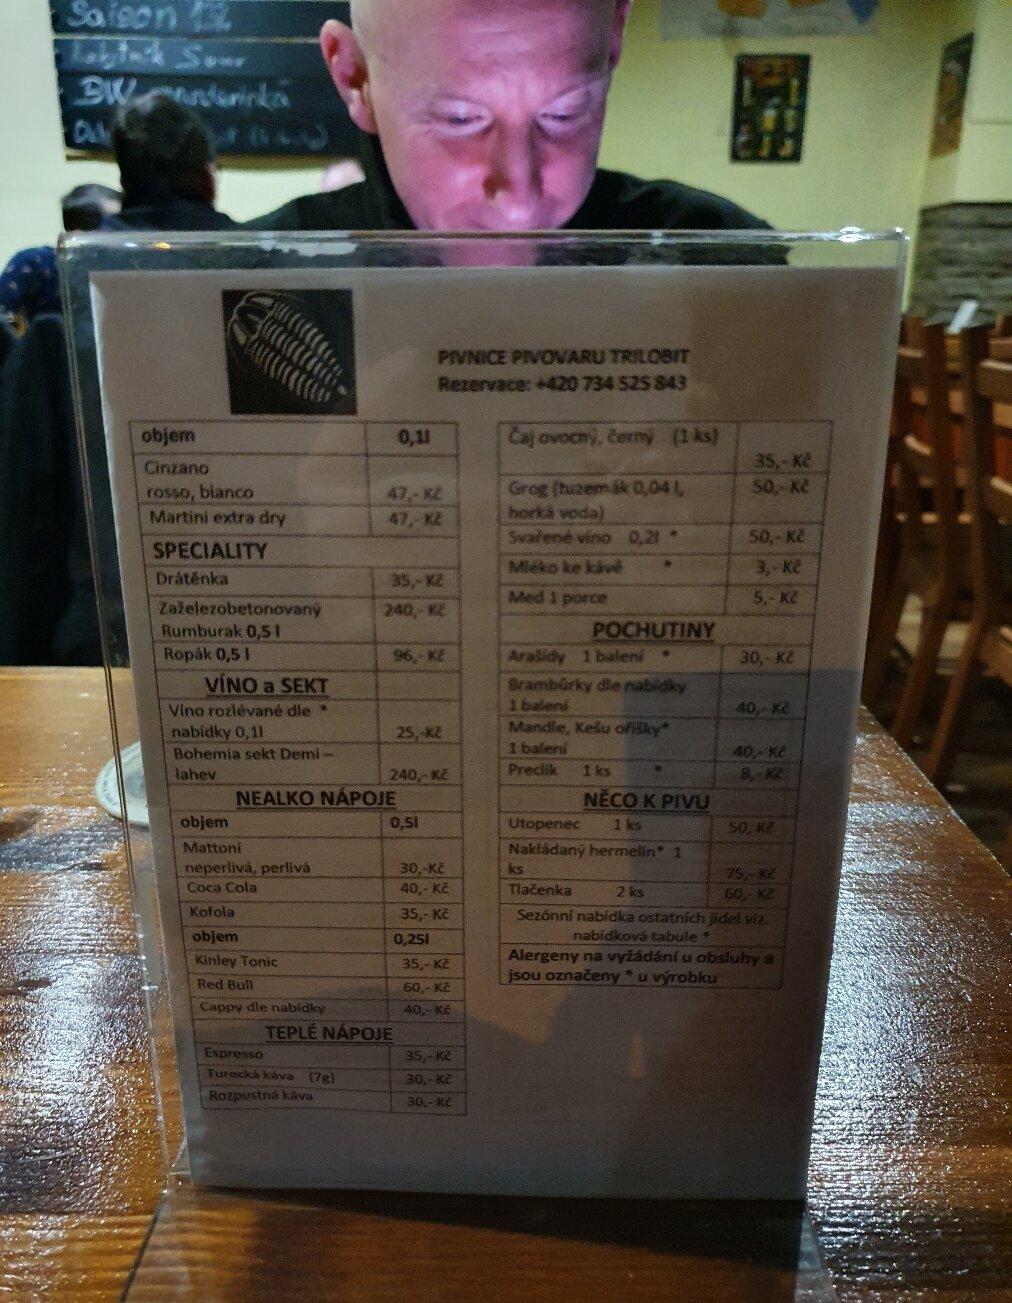 Saison 13%
BW mandarinka
PIVNICE PIVOVARU TRILOBIT
Rezervace: +420 734 525 843
objem 0,1l
Cinzano
rosso, bianco 47,- Kč
Martini extra dry 47,- Kč
SPECIALITY
Drátěnka 35,- Kč
Zaželezobetonovaný 240,- Kč
Rumburak 0,5 l
Ropák 0,5 l 96,- Kč
VÍNO a SEKT
Víno rozlévané dle *
nabídky 0,1l 25,-Kč
Bohemia sekt Demi –
lahev 240,- Kč
NEALKO NÁPOJE
objem 0,5l
Mattoni
neperlivá, perlivá 30,-Kč
Coca Cola 40,- Kč
Kofola 35,- Kč
objem 0,25l
Kinley Tonic 35,- Kč
Red Bull 60,- Kč
Cappy dle nabídky 40,- Kč
TEPLÉ NÁPOJE
Espresso 35,- Kč
Turecká káva (7g) 30,- Kč
Rozpustná káva 30,- Kč
Čaj ovocný, černý (1 ks)
35,- Kč
Grog (tuzemák 0,04 l, 50,- Kč
horká voda)
Svařené víno 0,2l * 50,- Kč
Mléko ke kávě * 3,- Kč
Med 1 porce 5,- Kč
POCHUTINY
Arašídy 1 balení * 30,- Kč
Brambůrky dle nabídky
1 balení 40,- Kč
Mandle, Kešu oříšky*
1 balení 40,- Kč
Preclík 1 ks * 8,- Kč
NĚCO K PIVU
Utopenec 1 ks 50, Kč
Nakládaný hermelín* 1
ks 75,- Kč
Tlačenka 2 ks 60,- Kč
Sezónní nabídka ostatních jídel viz.
nabídková tabule *
Alergeny na vyžádání u obsluhy a
jsou označeny * u výrobku